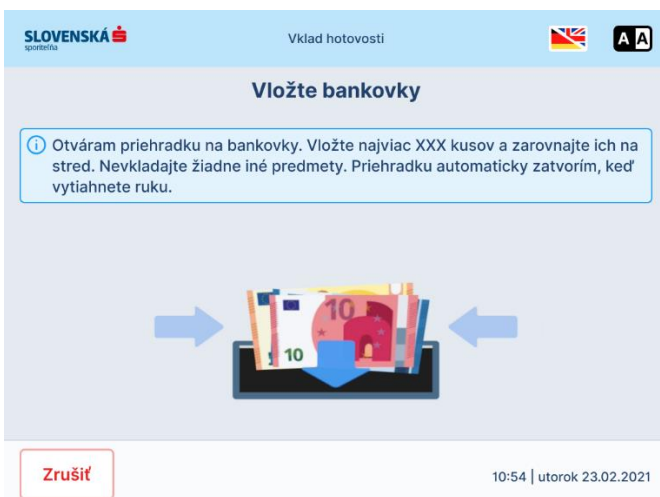 SLOVENSKÁ
sporiteľňa
Vklad hotovosti
A A
Vložte bankovky
Otváram priehradku na bankovky. Vložte najviac XXX kusov a zarovnajte ich na
stred. Nevkladajte žiadne iné predmety. Priehradku automaticky zatvorím, keď
vytiahnete ruku.
10
10
Zrušiť
10:54 | utorok 23.02.2021